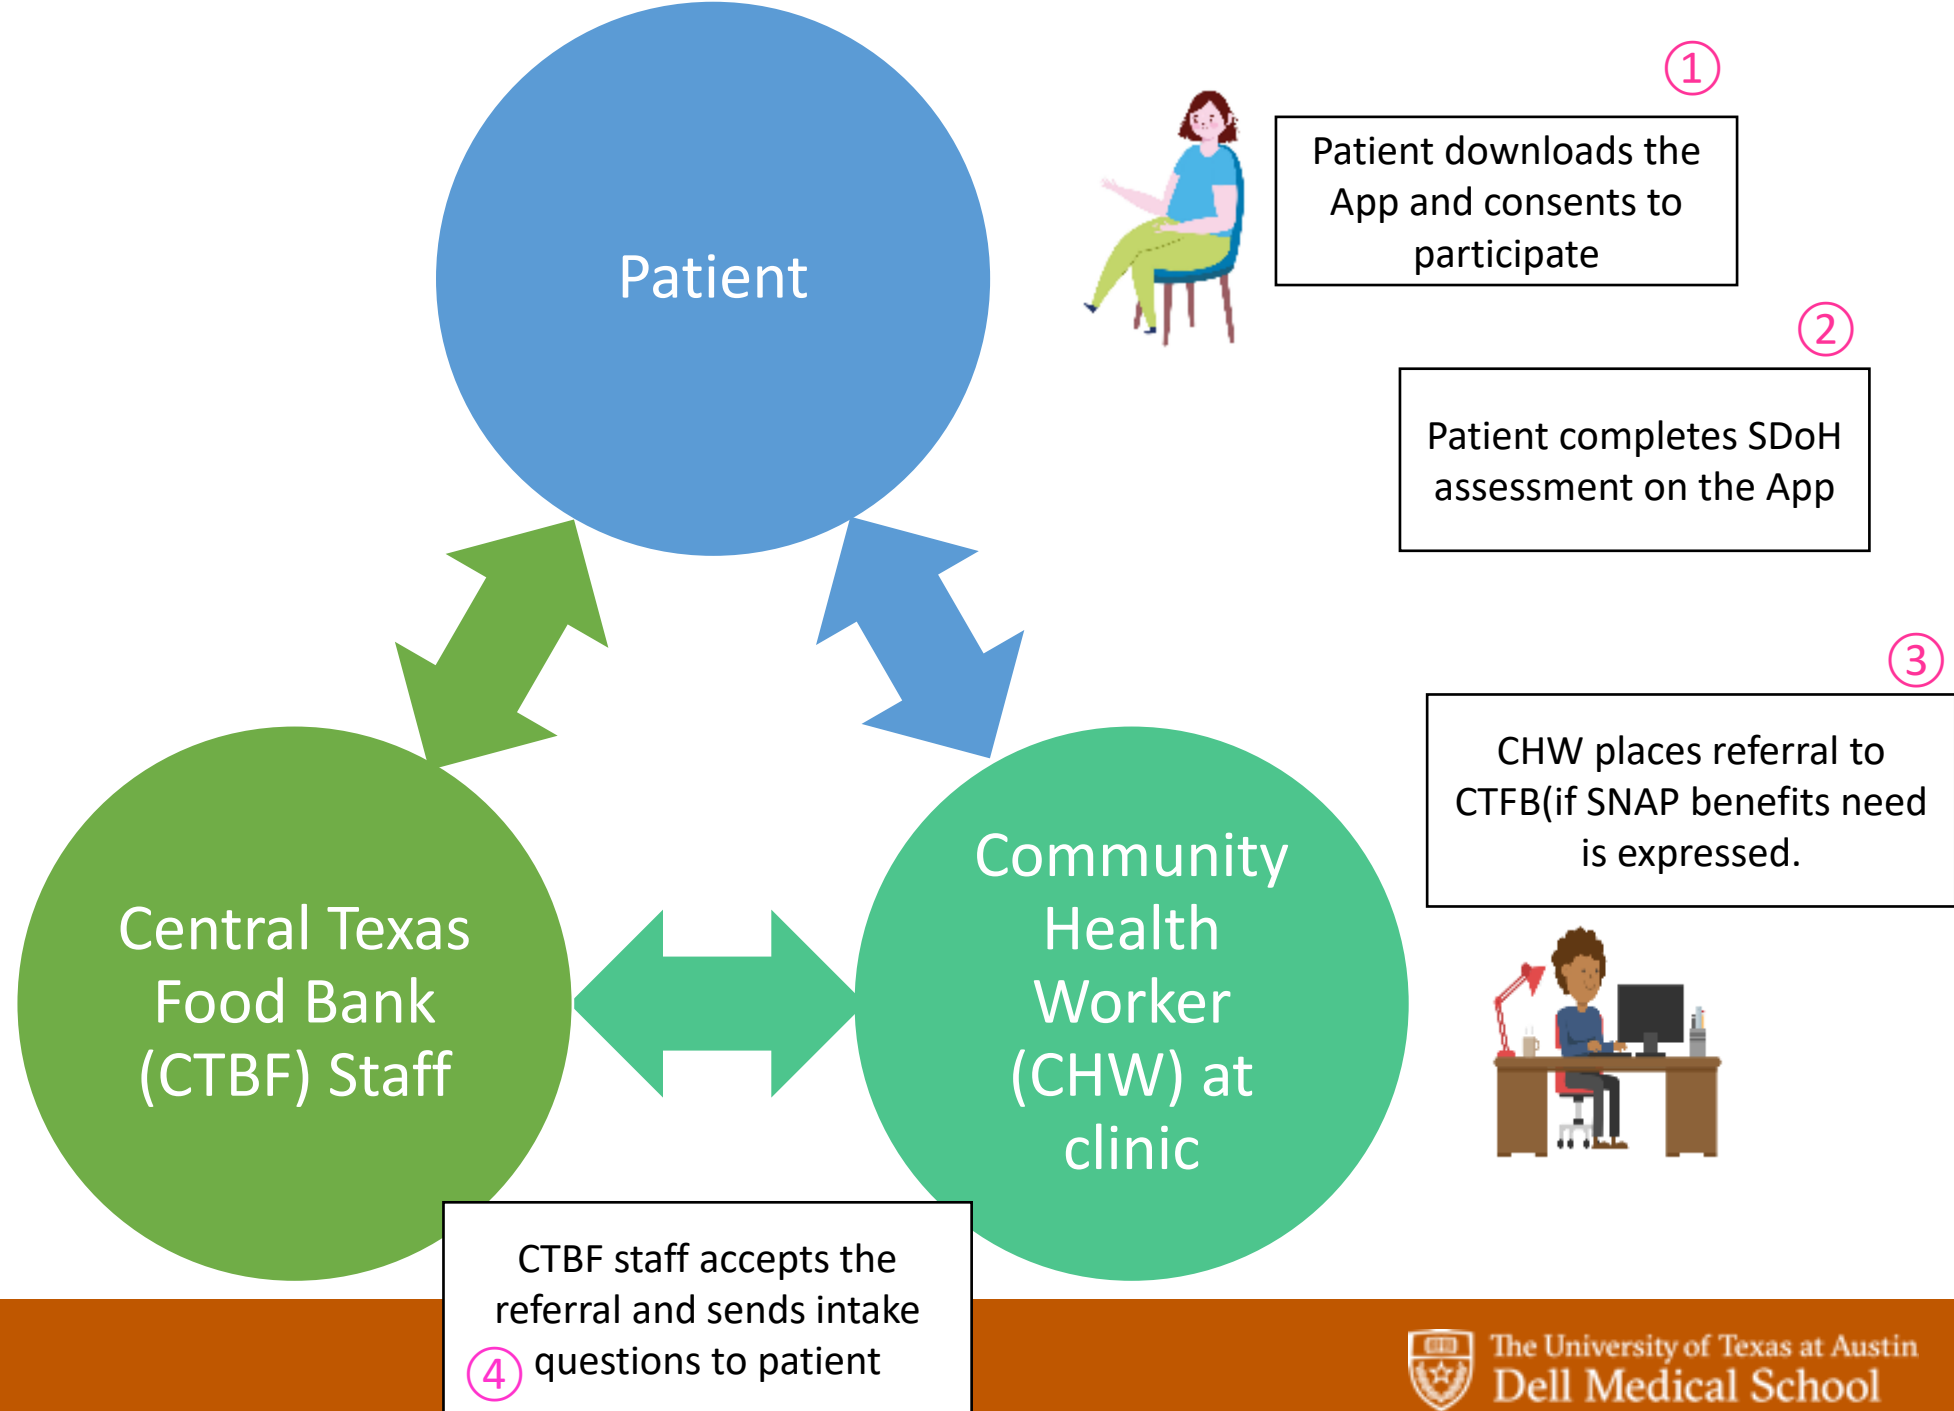 Patient
①
Patient downloads the
App and consents to
participate
②
Patient completes SDoH
assessment on the App
③
CHW places referral to
CTFB(if SNAP benefits need
is expressed.
Community
Health
Worker
(CHW) at
clinic
Central Texas
Food Bank
(CTBF) Staff
CTBF staff accepts the
referral and sends intake
④ questions to patient
The University of Texas at Austin
Dell Medical School